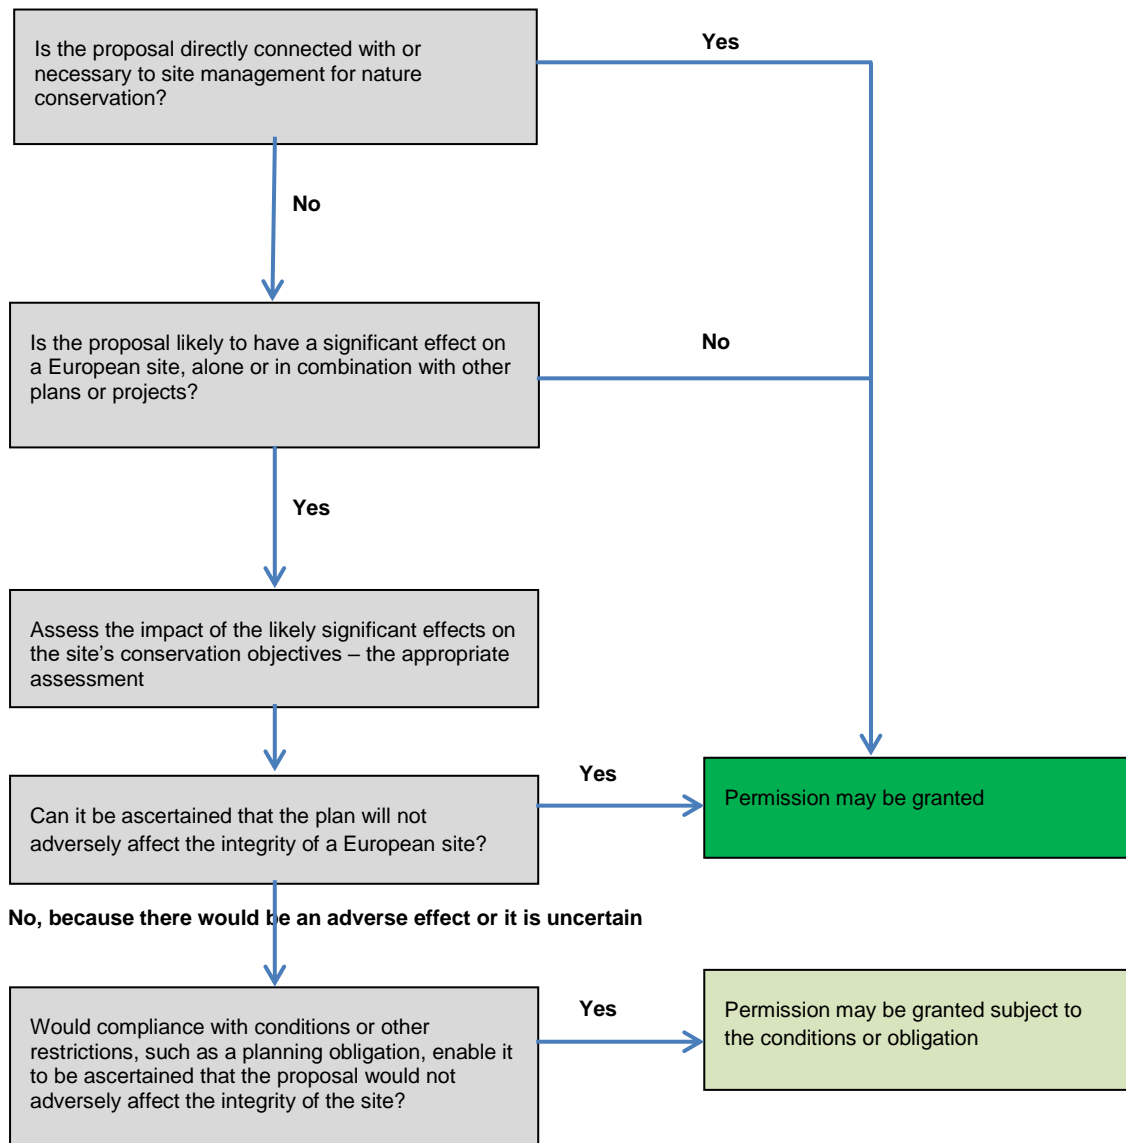 Is the proposal directly connected with or
necessary to site management for nature
conservation?
Yes
No
Is the proposal likely to have a significant effect on
a European site, alone or in combination with other
plans or projects?
No
Yes
Assess the impact of the likely significant effects on
the site’s conservation objectives – the appropriate
assessment
Can it be ascertained that the plan will not
adversely affect the integrity of a European site?
Yes
Permission may be granted
No, because there would be an adverse effect or it is uncertain
Would compliance with conditions or other
restrictions, such as a planning obligation, enable it
to be ascertained that the proposal would not
adversely affect the integrity of the site?
Yes
Permission may be granted subject to
the conditions or obligation